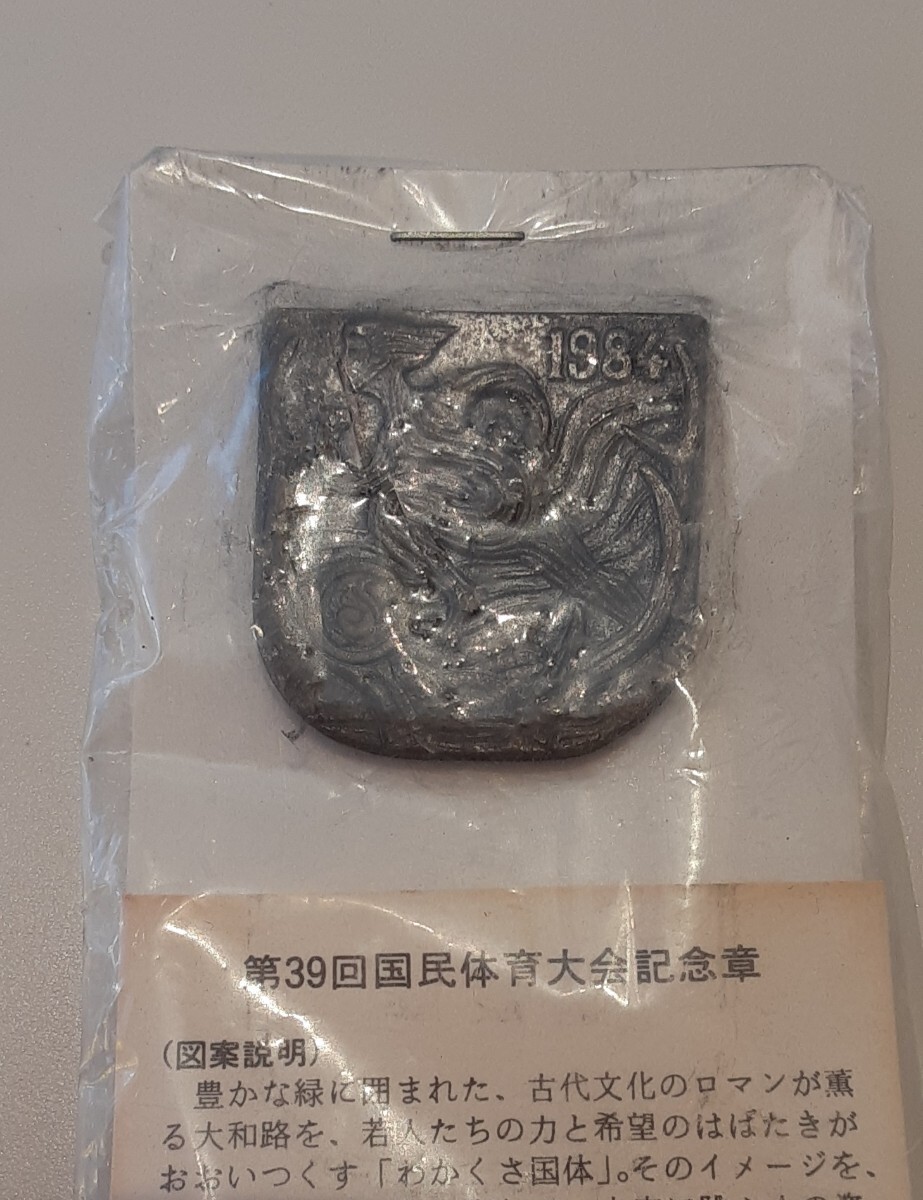 1984
第39回国民体育大会記念章
(図案説明)
豊かな緑に囲まれた、古代文化のロマンが薫
る大和路を、若人たちの力と希望のはばたきが
おおいつくす「わかくさ国体」。そのイメージを、